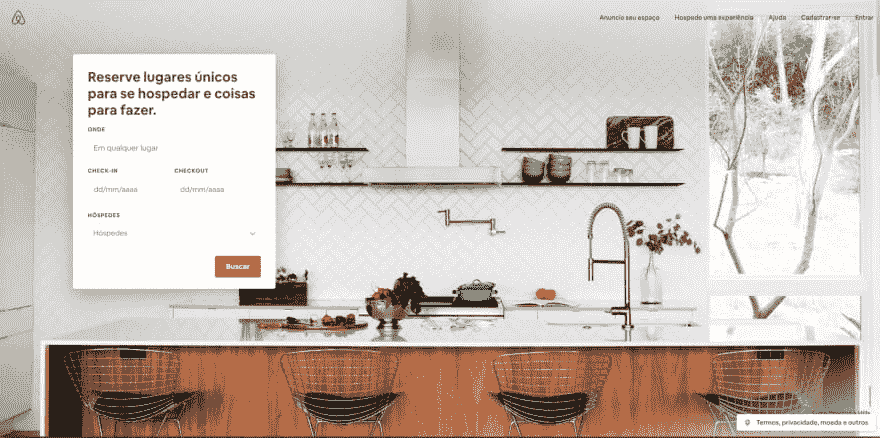 Anuncie seu espaço Hospede uma experiência Ajuda Cadastrar-se Entrar
Reserve lugares únicos
para se hospedar e coisas
para fazer.
ONDE
Em qualquer lugar
CHECK-IN CHECKOUT
dd/mm/aaaa dd/mm/aaaa
HÓSPEDES
Hóspedes
Buscar
Termos, privacidade, moeda e outros